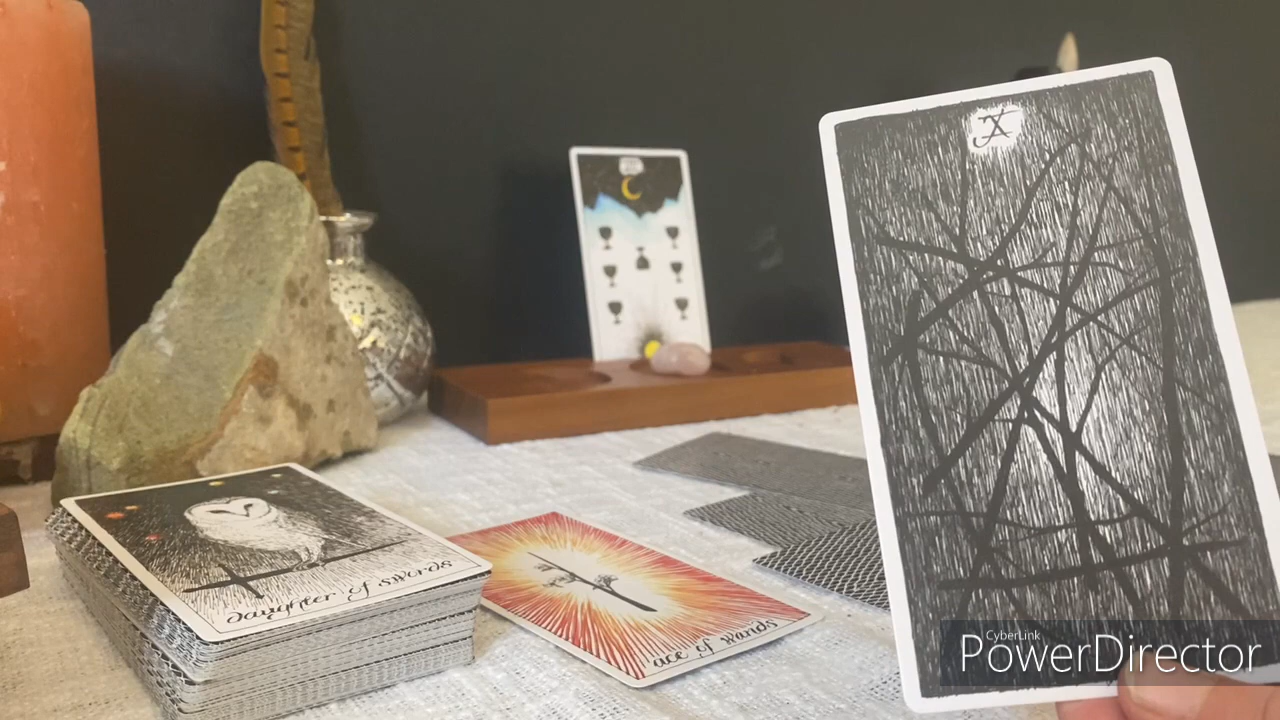 X
daughter of swords
ace of wands
CyberLink
PowerDirector